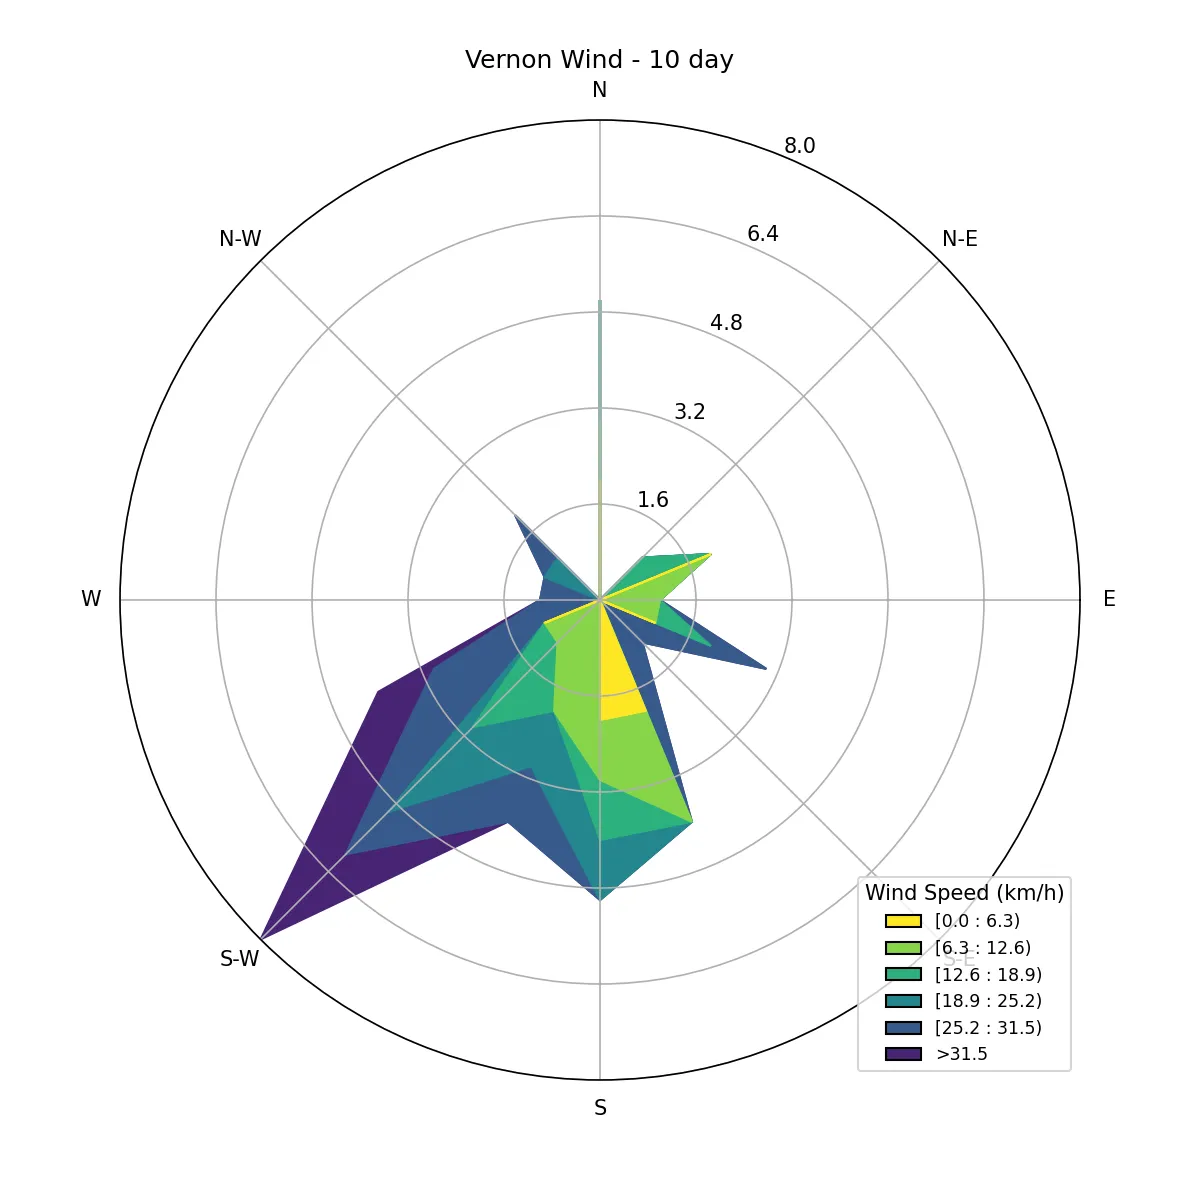 Vernon Wind - 10 day
N
8.0
N-W
6.4
N-E
4.8
3.2
1.6
W
E
S-W
Wind Speed (km/h)
[0.0 : 6.3)
[6.3 : 12.6)
S-E
[12.6 : 18.9)
[18.9 : 25.2)
[25.2 : 31.5)
>31.5
S